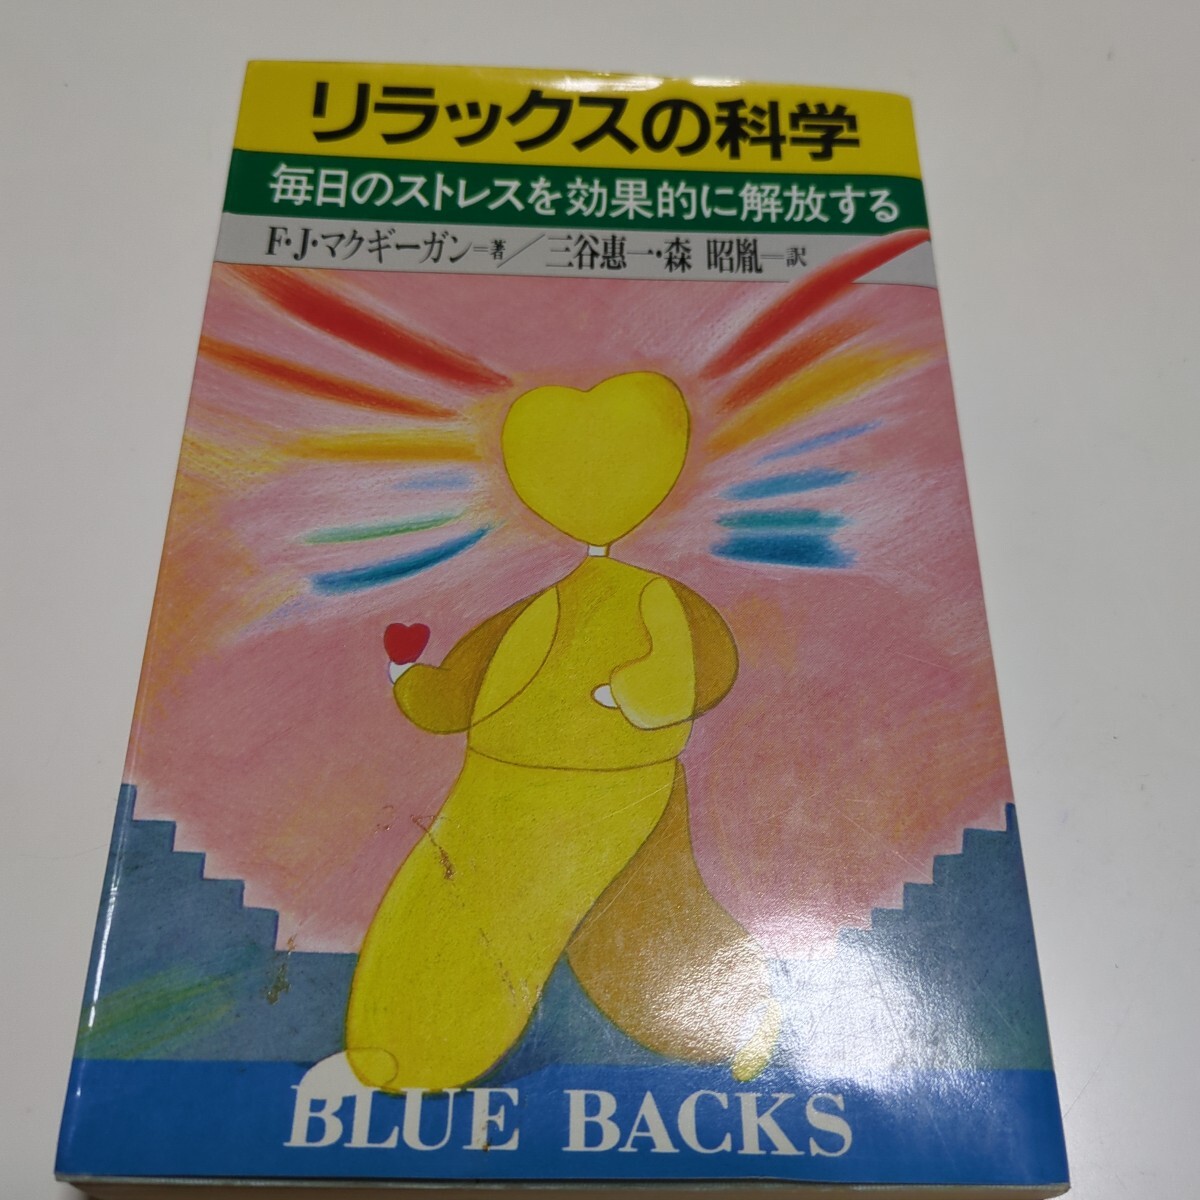 リラックスの科学
毎日のストレスを効果的に解放する
F・J・マクギーガン=著／三谷惠一・森 昭胤=訳
BLUE BACKS